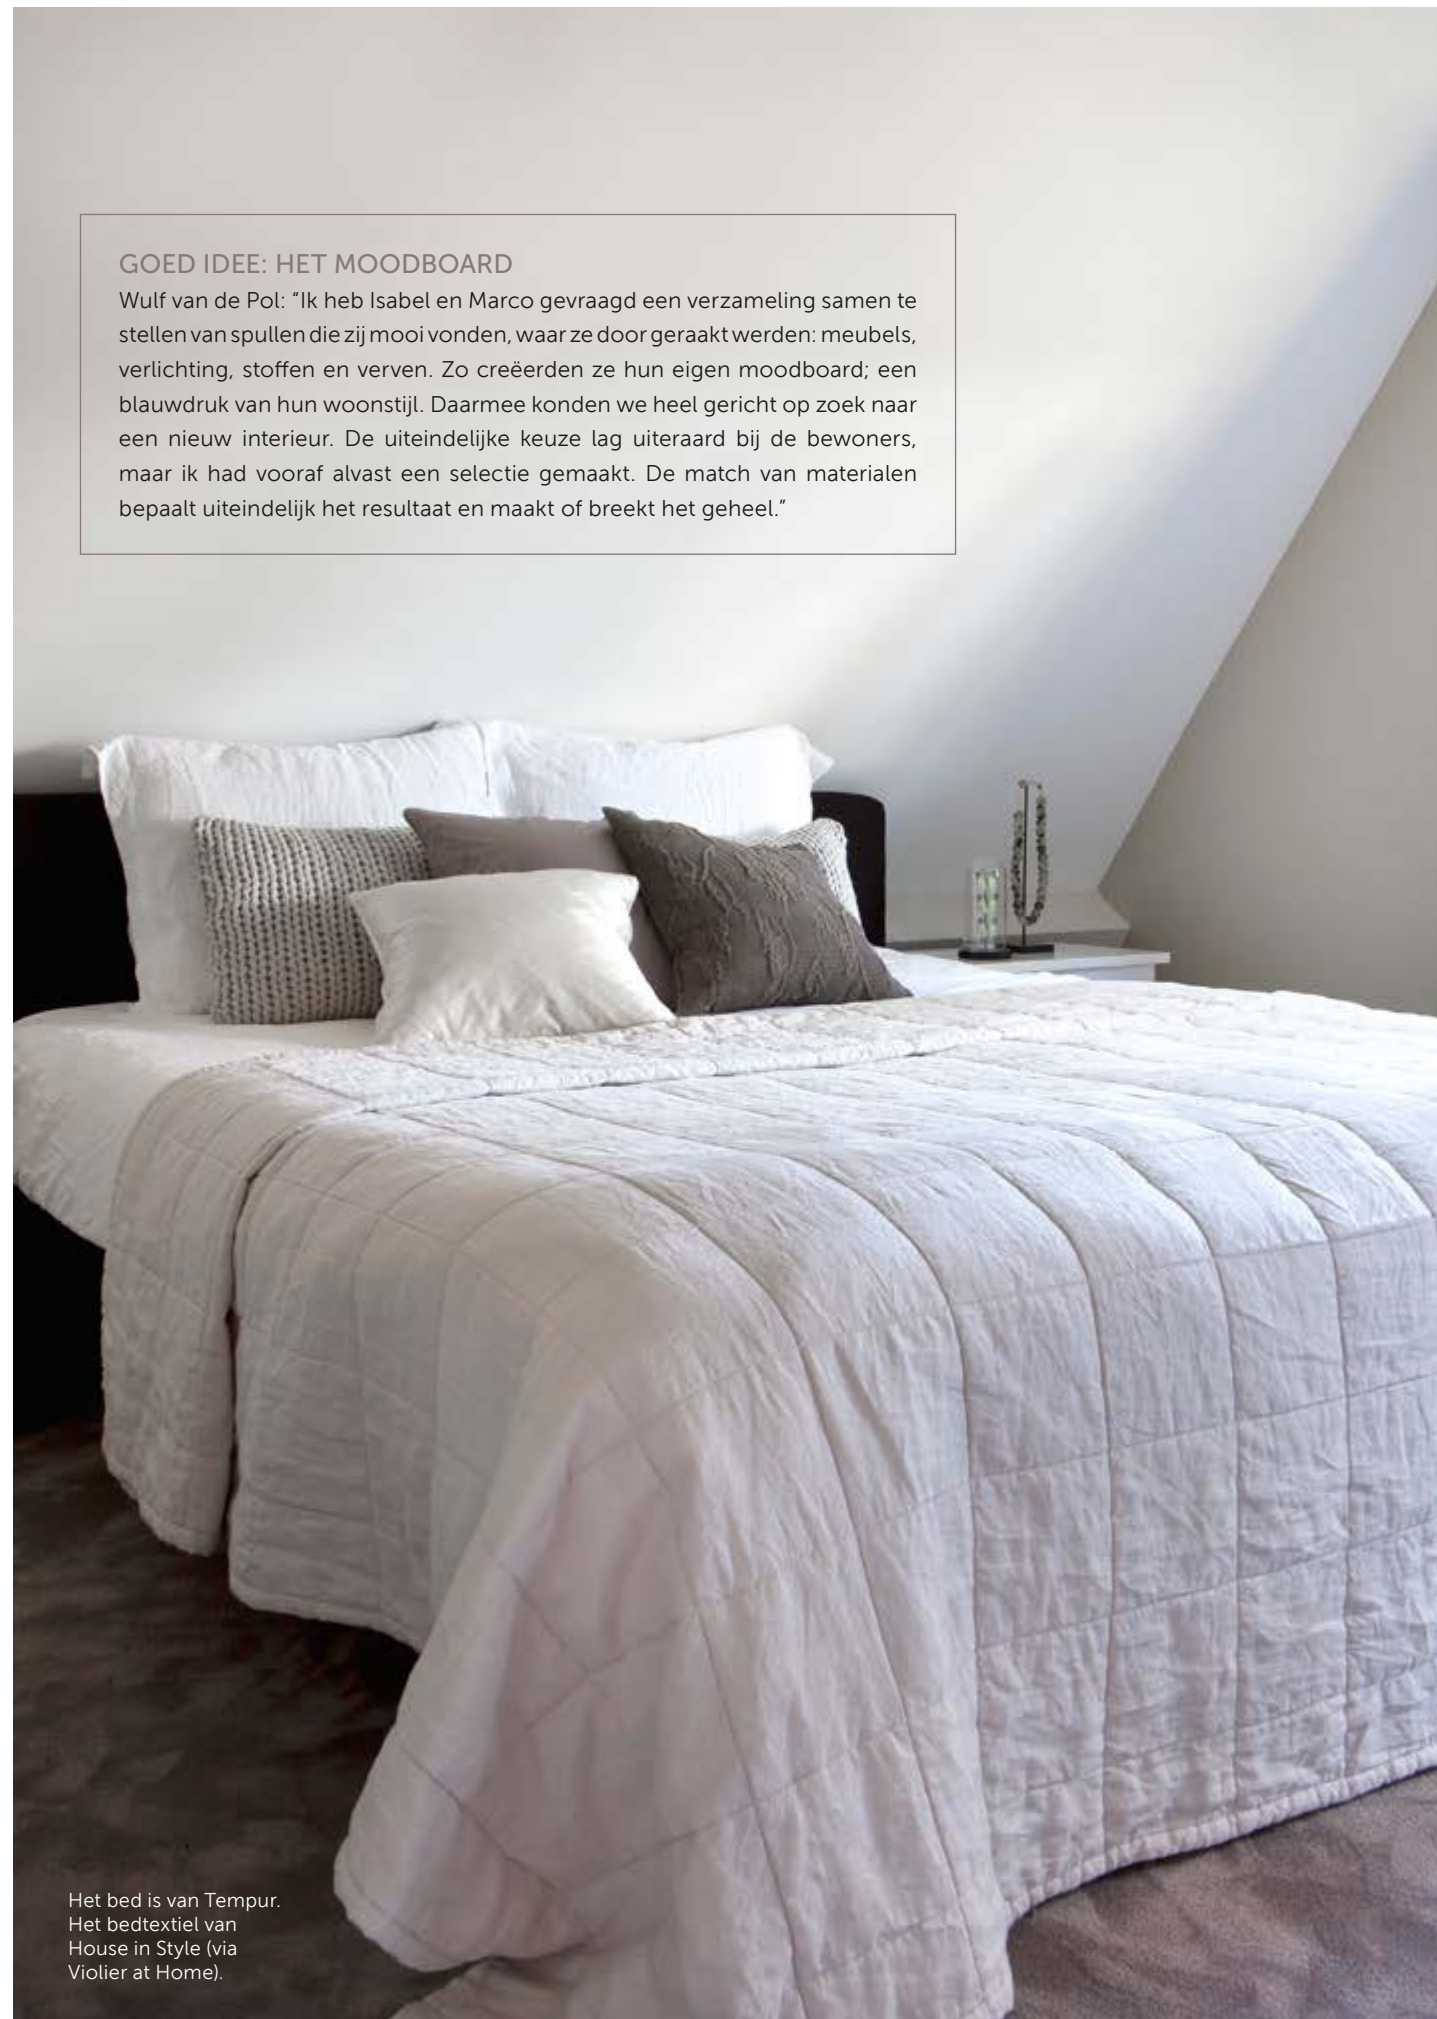 GOED IDEE: HET MOODBOARD
Wulf van de Pol: “Ik heb Isabel en Marco gevraagd een verzameling samen te
stellen van spullen die zij mooi vonden, waar ze door geraakt werden: meubels,
verlichting, stoffen en verven. Zo creëerden ze hun eigen moodboard; een
blauwdruk van hun woonstijl. Daarmee konden we heel gericht op zoek naar
een nieuw interieur. De uiteindelijke keuze lag uiteraard bij de bewoners,
maar ik had vooraf alvast een selectie gemaakt. De match van materialen
bepaalt uiteindelijk het resultaat en maakt of breekt het geheel.”
Het bed is van Tempur.
Het bedtextiel van
House in Style (via
Violier at Home).